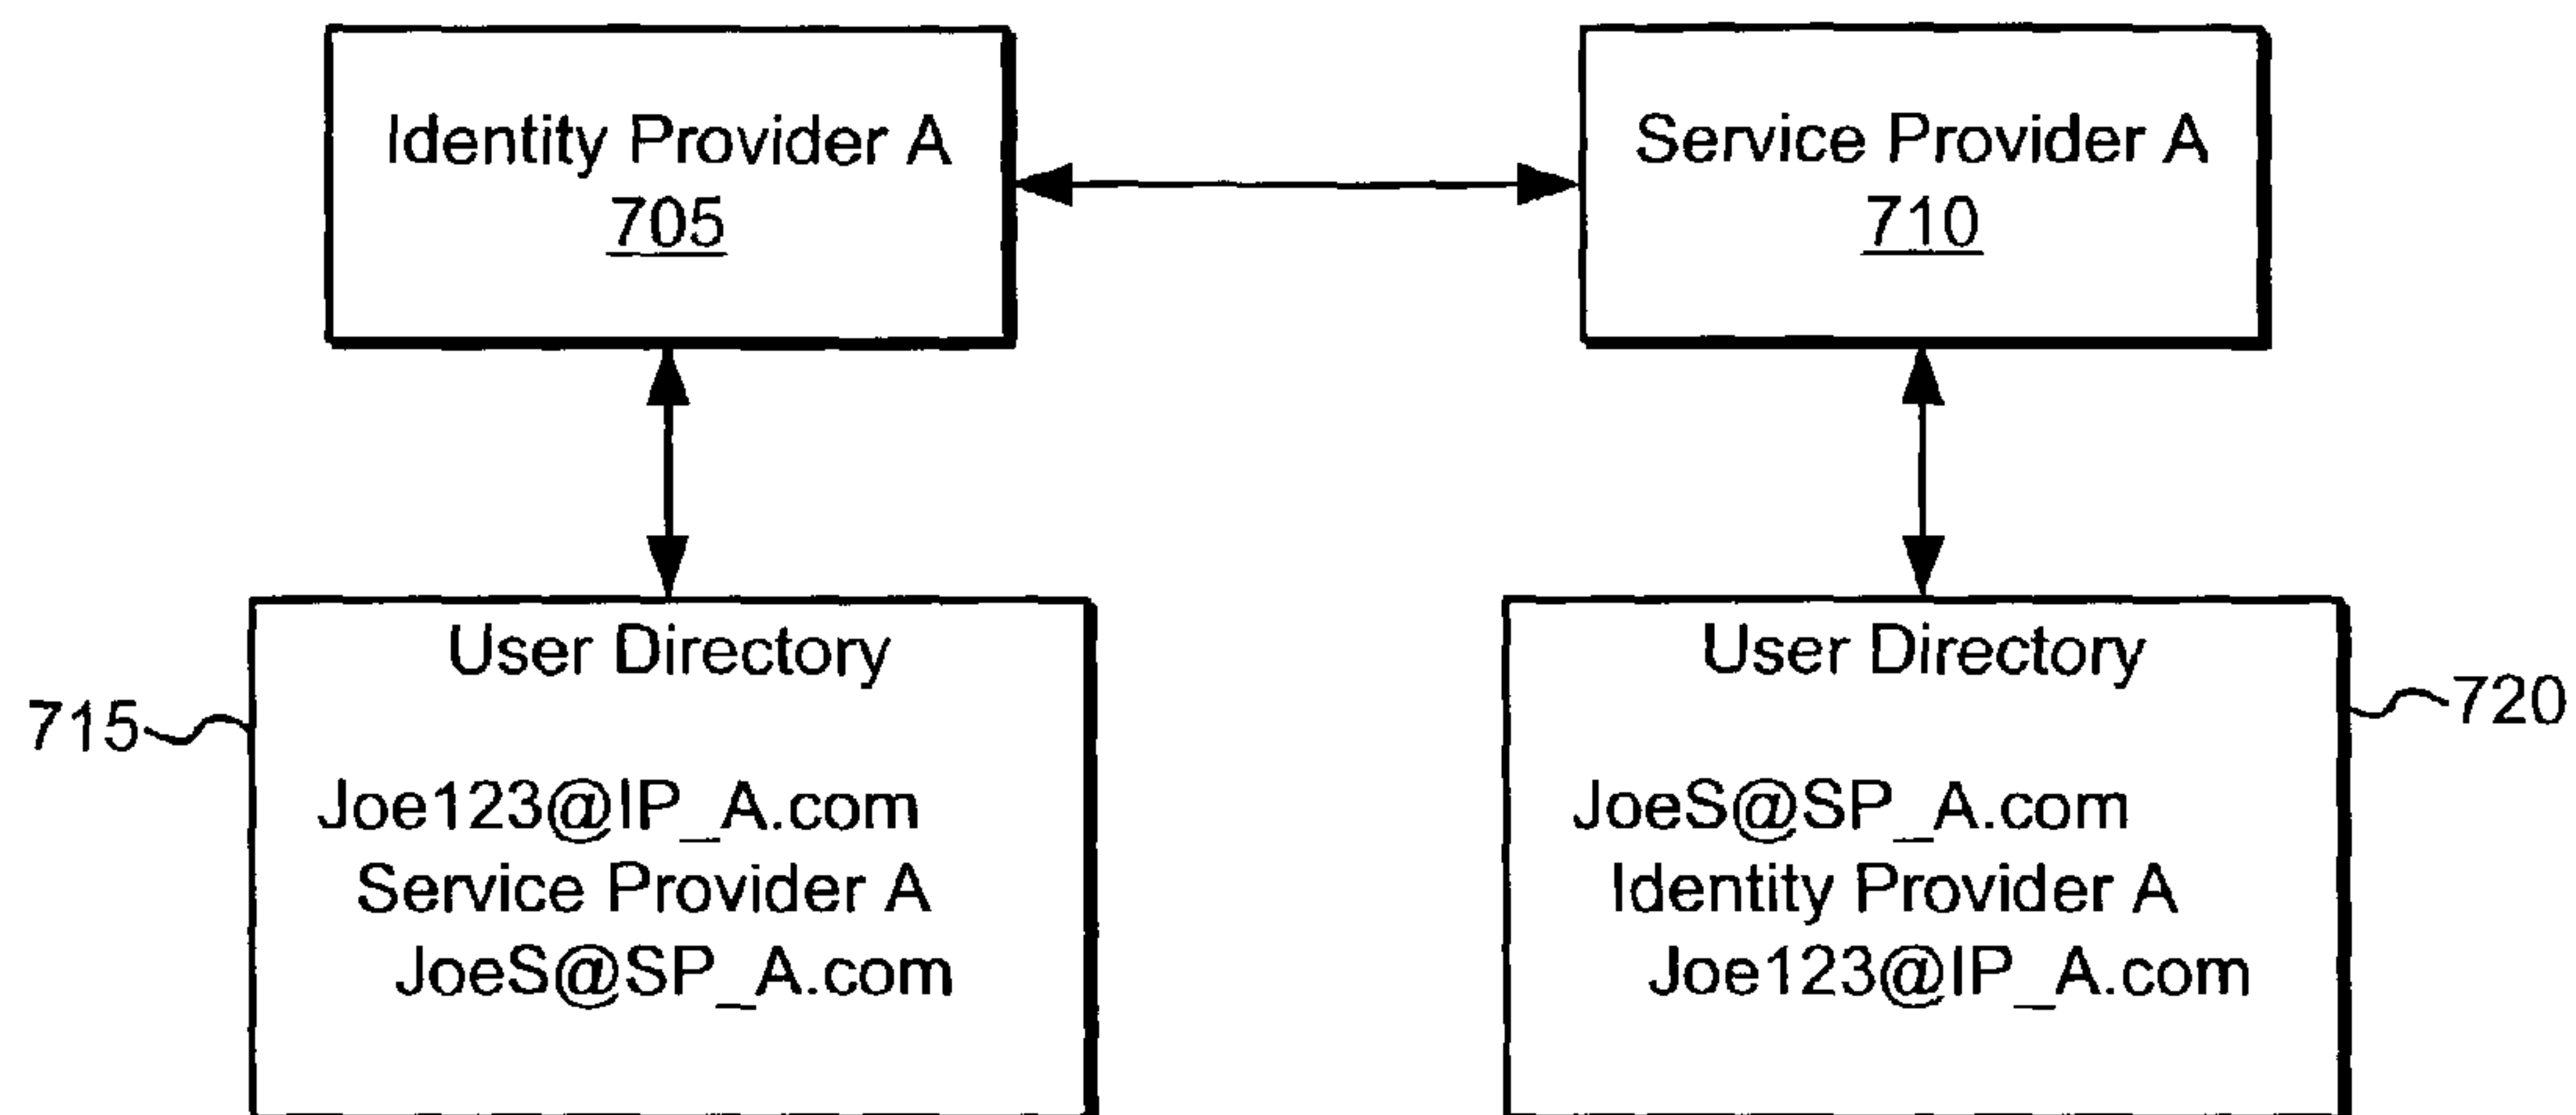 Identity Provider A
705
Service Provider A
710
User Directory
715
Joe123@IP_A.com
Service Provider A
JoeS@SP_A.com
User Directory
720
JoeS@SP_A.com
Identity Provider A
Joe123@IP_A.com